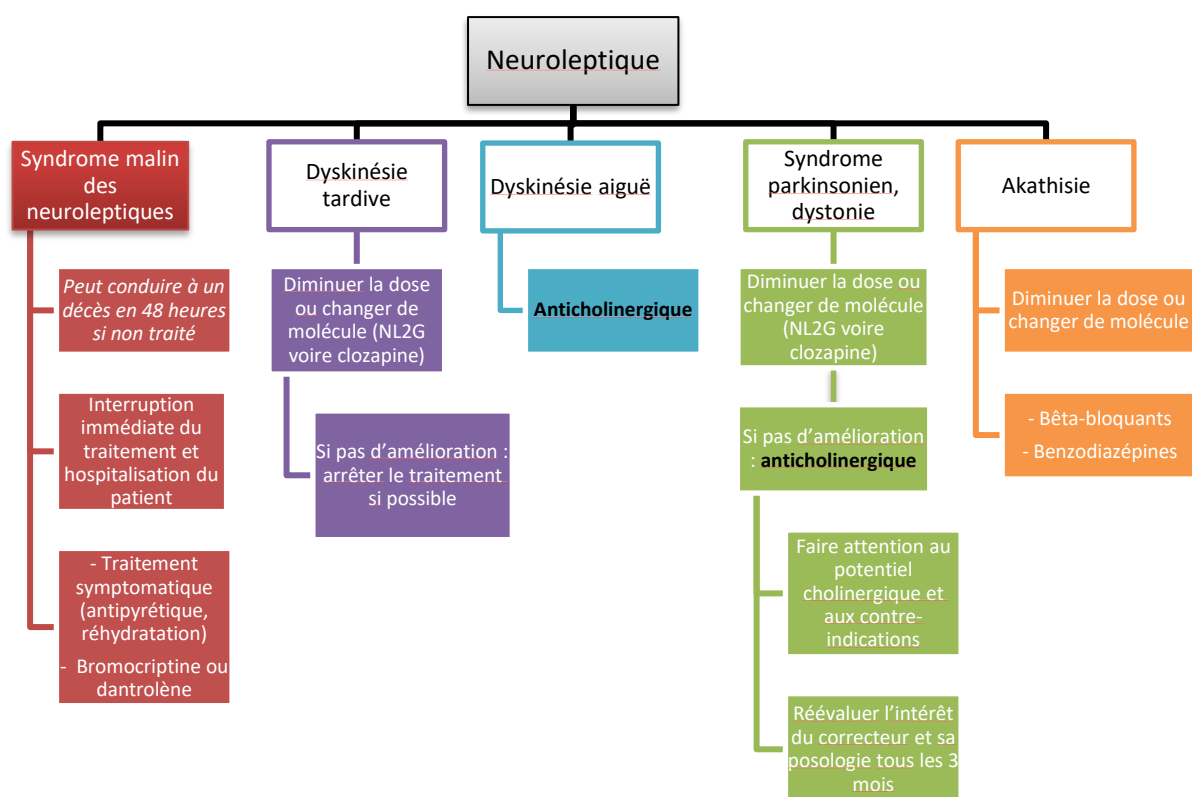 Neuroleptique
Syndrome malin
des
neuroleptiques
Peut conduire à un
décès en 48 heures
si non traité
Interruption
immédiate du
traitement et
hospitalisation du
patient
- Traitement
symptomatique
(antipyrétique,
réhydratation)
- Bromocriptine ou
dantrolène
Dyskinésie
tardive
Diminuer la dose
ou changer de
molécule (NL2G
voire clozapine)
Si pas d’amélioration :
arrêter le traitement
si possible
Dyskinésie aiguë
Anticholinergique
Syndrome
parkinsonien,
dystonie
Diminuer la dose ou
changer de molécule
(NL2G voire
clozapine)
Si pas d’amélioration
: anticholinergique
Faire attention au
potentiel
cholinergique et
aux contre-
indications
Réévaluer l’intérêt
du correcteur et sa
posologie tous les 3
mois
Akathisie
Diminuer la dose ou
changer de molécule
- Bêta-bloquants
- Benzodiazépines